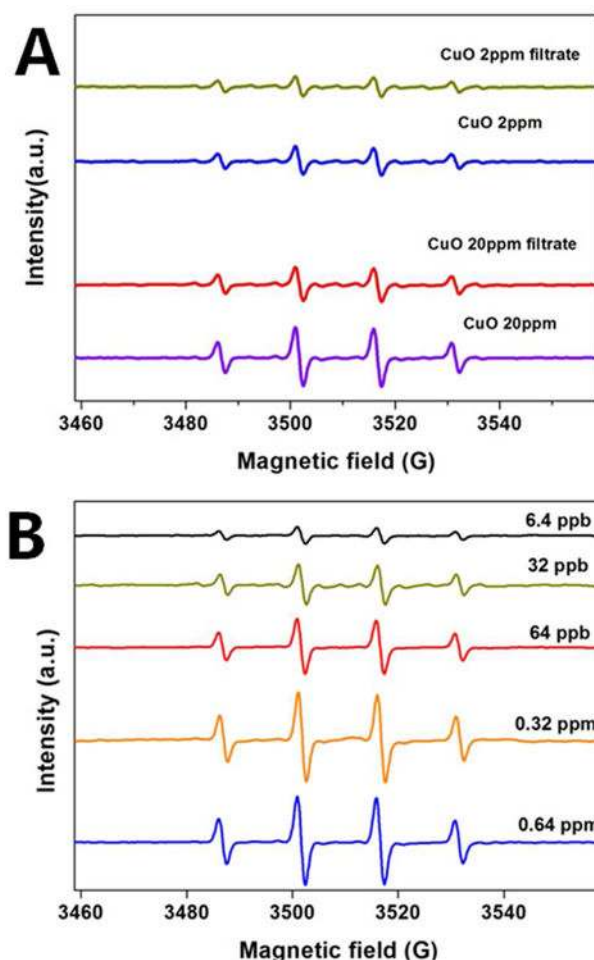 A
CuO 2ppm filtrate
CuO 2ppm
CuO 20ppm filtrate
CuO 20ppm
Intensity(a.u.)
3460 3480 3500 3520 3540
Magnetic field (G)
B
6.4 ppb
32 ppb
64 ppb
0.32 ppm
0.64 ppm
Intensity (a.u.)
3460 3480 3500 3520 3540
Magnetic field (G)